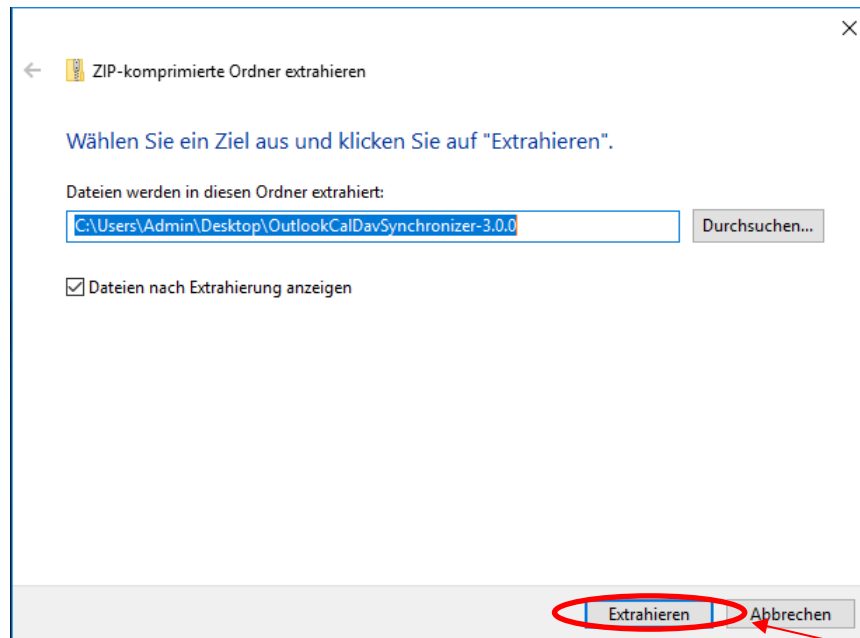 ZIP-komprimierte Ordner extrahieren
Wählen Sie ein Ziel aus und klicken Sie auf "Extrahieren".
Dateien werden in diesen Ordner extrahiert:
C:\Users\Admin\Desktop\OutlookCalDavSynchronizer-3.0.0 Durchsuchen...
Dateien nach Extrahierung anzeigen
Extrahieren Abbrechen